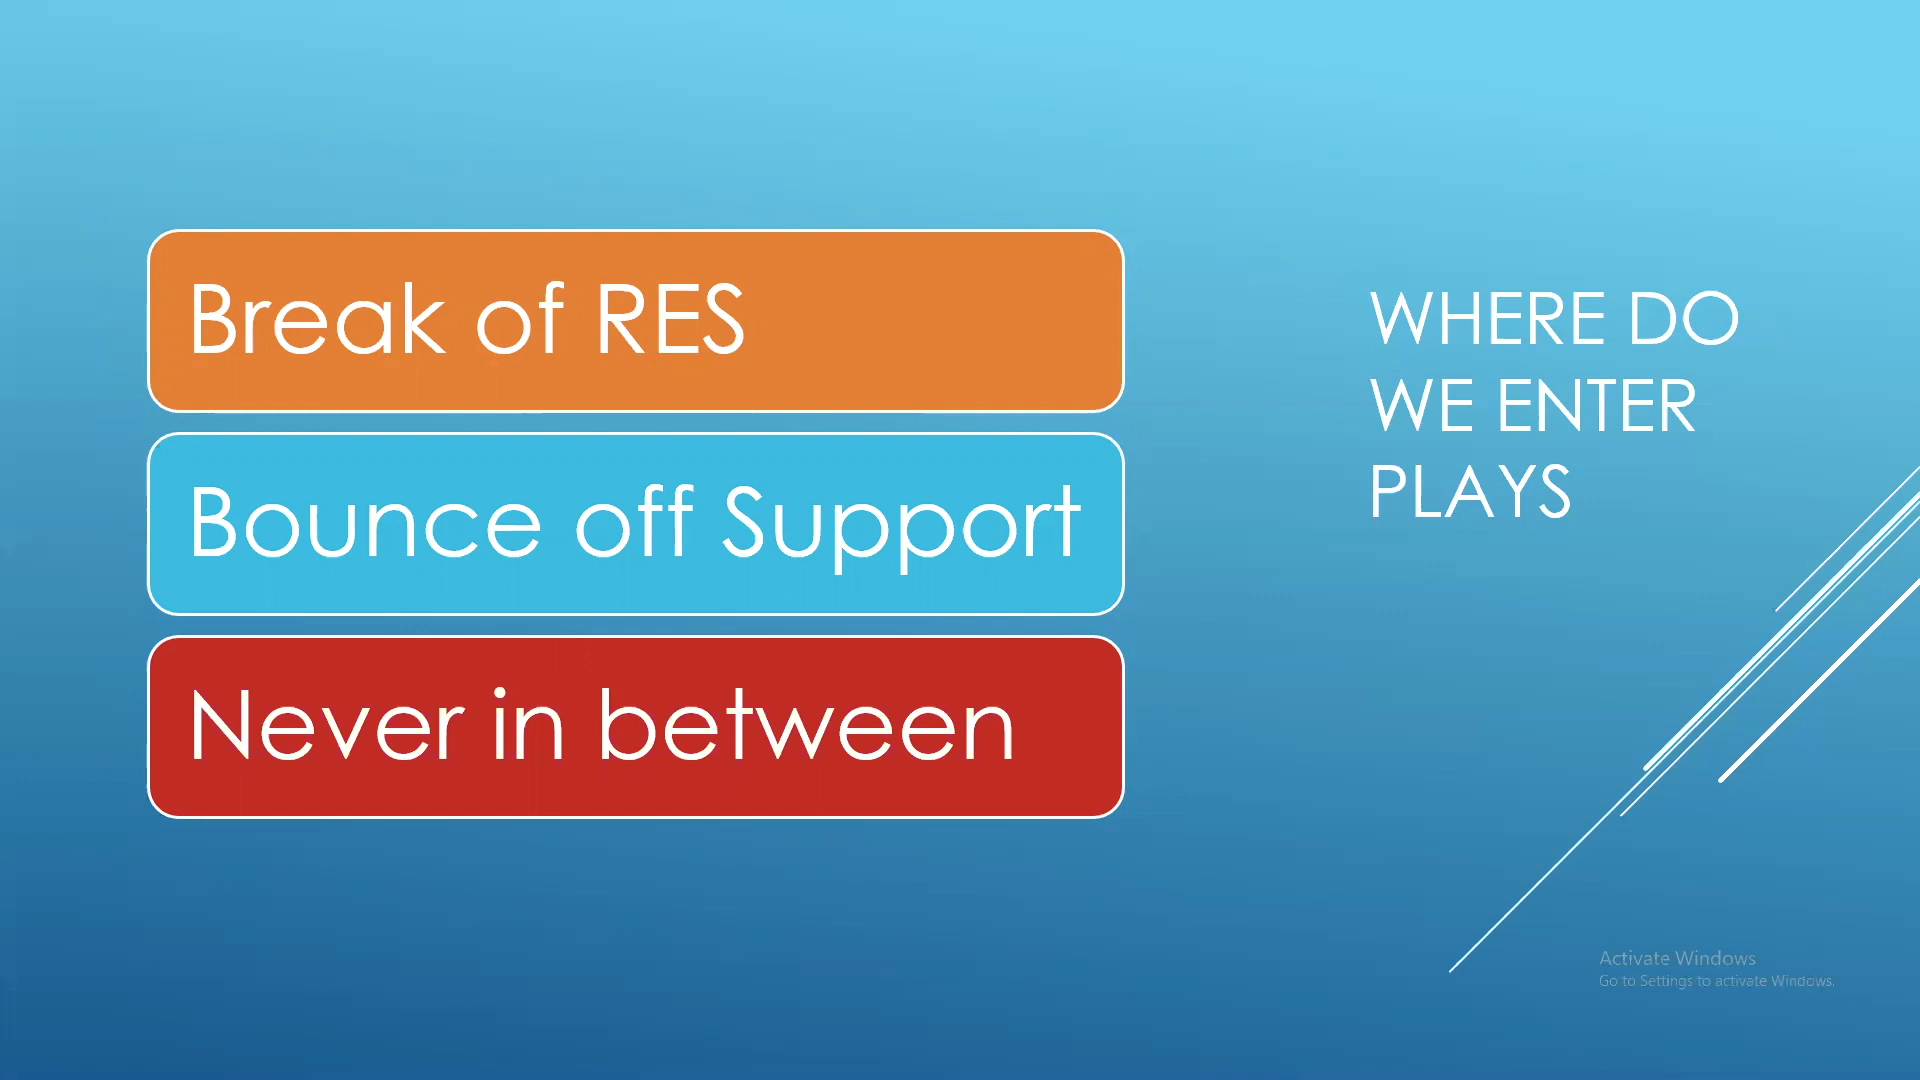 Break of RES
Bounce off Support
Never in between
WHERE DO
WE ENTER
PLAYS
Activate Windows
Go to Settings to activate Windows.